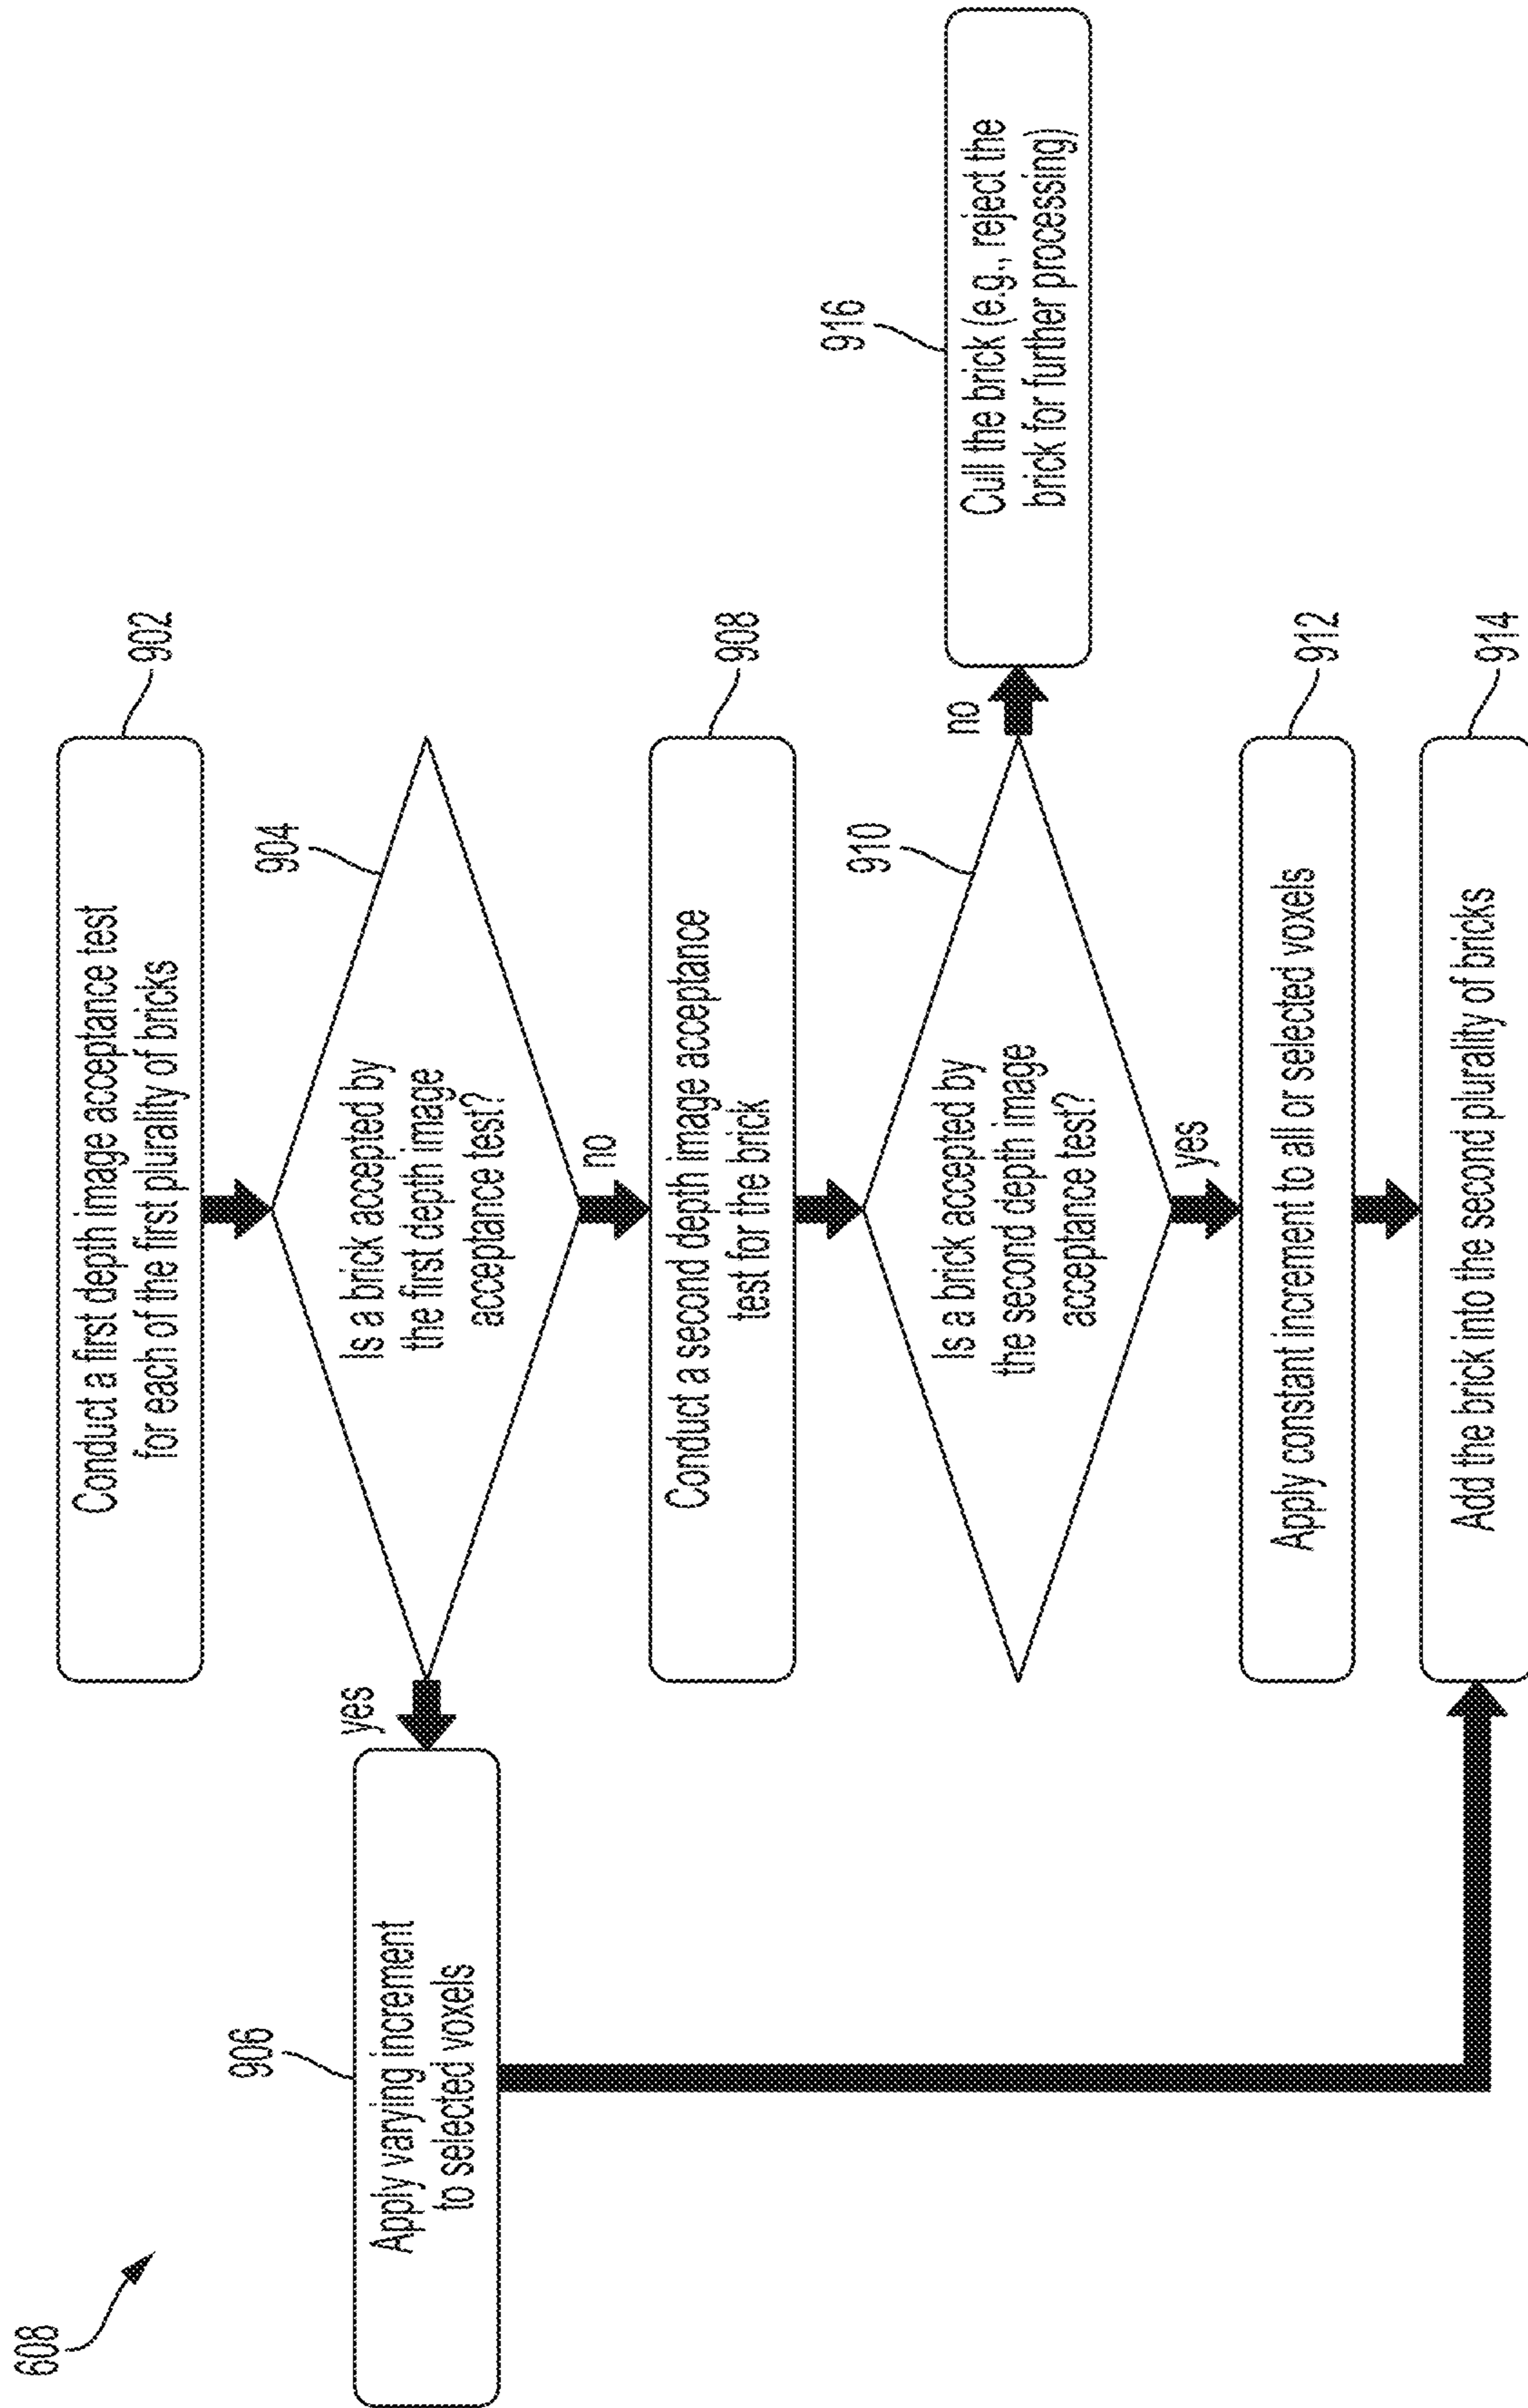 608
Conduct a first depth image acceptance test
for each of the first plurality of bricks
902
Is a brick accepted by
the first depth image
acceptance test?
904
yes
no
Apply varying increment
to selected voxels
906
Conduct a second depth image acceptance
test for the brick
908
Is a brick accepted by
the second depth image
acceptance test?
910
no
yes
Cull the brick (e.g., reject the
brick for further processing)
916
Apply constant increment to all or selected voxels
912
Add the brick into the second plurality of bricks
914